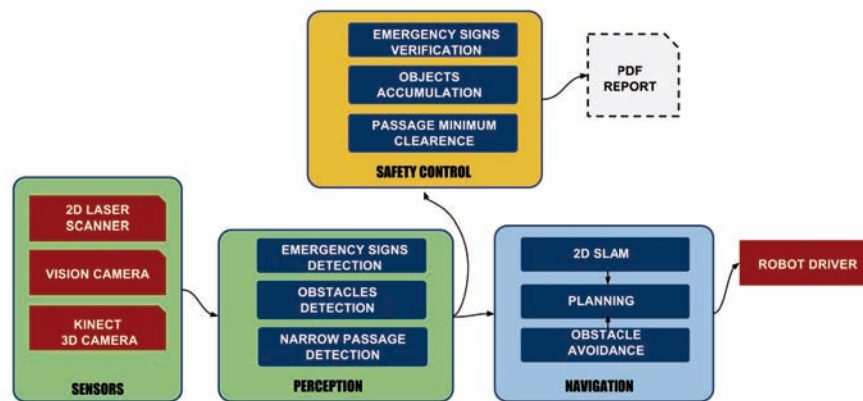 EMERGENCY SIGNS
VERIFICATION
OBJECTS
ACCUMULATION
PASSAGE MINIMUM
CLEARENCE
SAFETY CONTROL
PDF
REPORT
2D LASER
SCANNER
VISION CAMERA
KINECT
3D CAMERA
SENSORS
EMERGENCY SIGNS
DETECTION
OBSTACLES
DETECTION
NARROW PASSAGE
DETECTION
PERCEPTION
2D SLAM
PLANNING
OBSTACLE
AVOIDANCE
NAVIGATION
ROBOT DRIVER